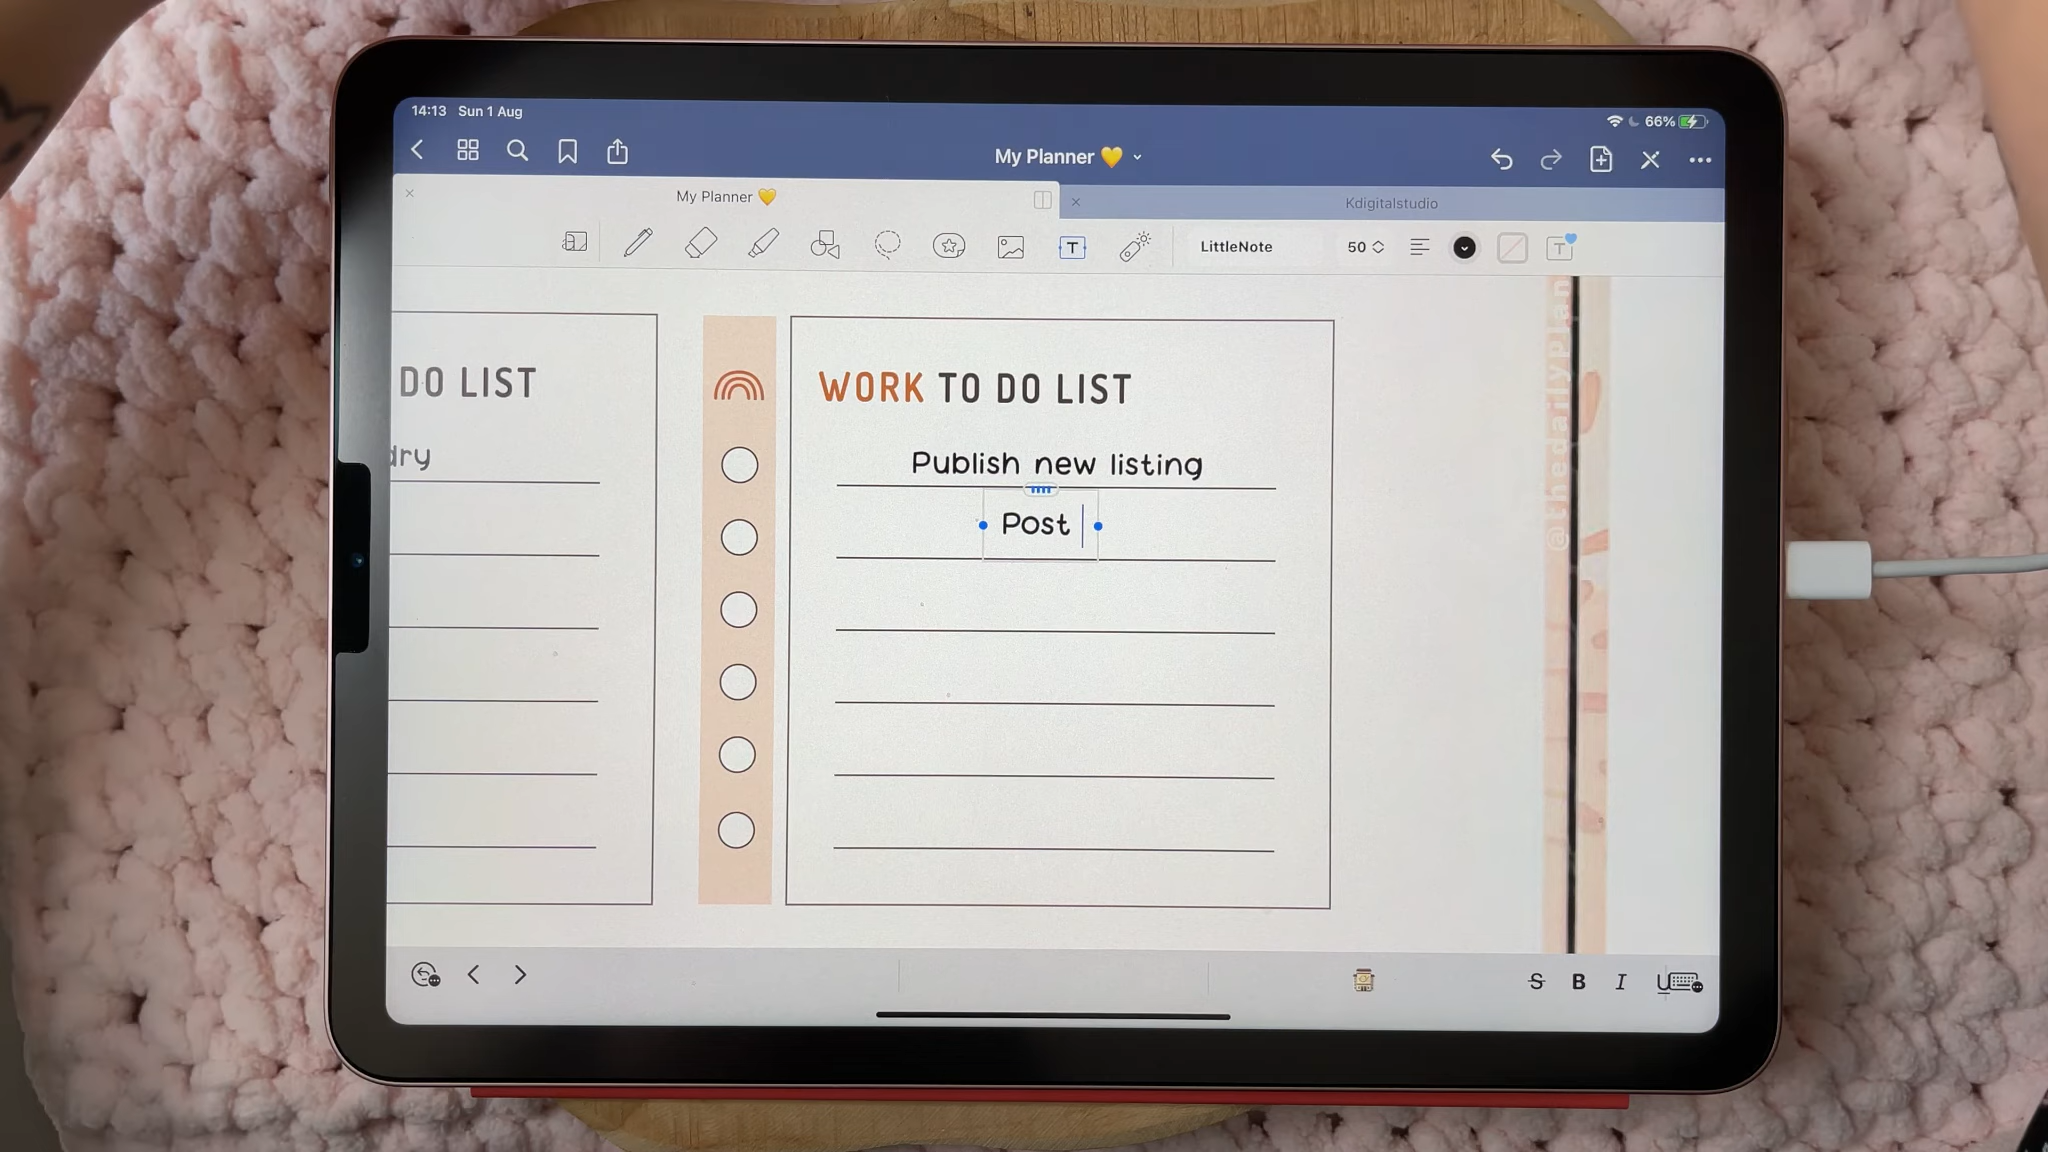 14:13 Sun 1 Aug
66%
My Planner 💛
My Planner 💛
Kdigitalstudio
T
LittleNote
50
T
DO LIST
dry
WORK TO DO LIST
Publish new listing
Post
@thedailyplan
S B I U